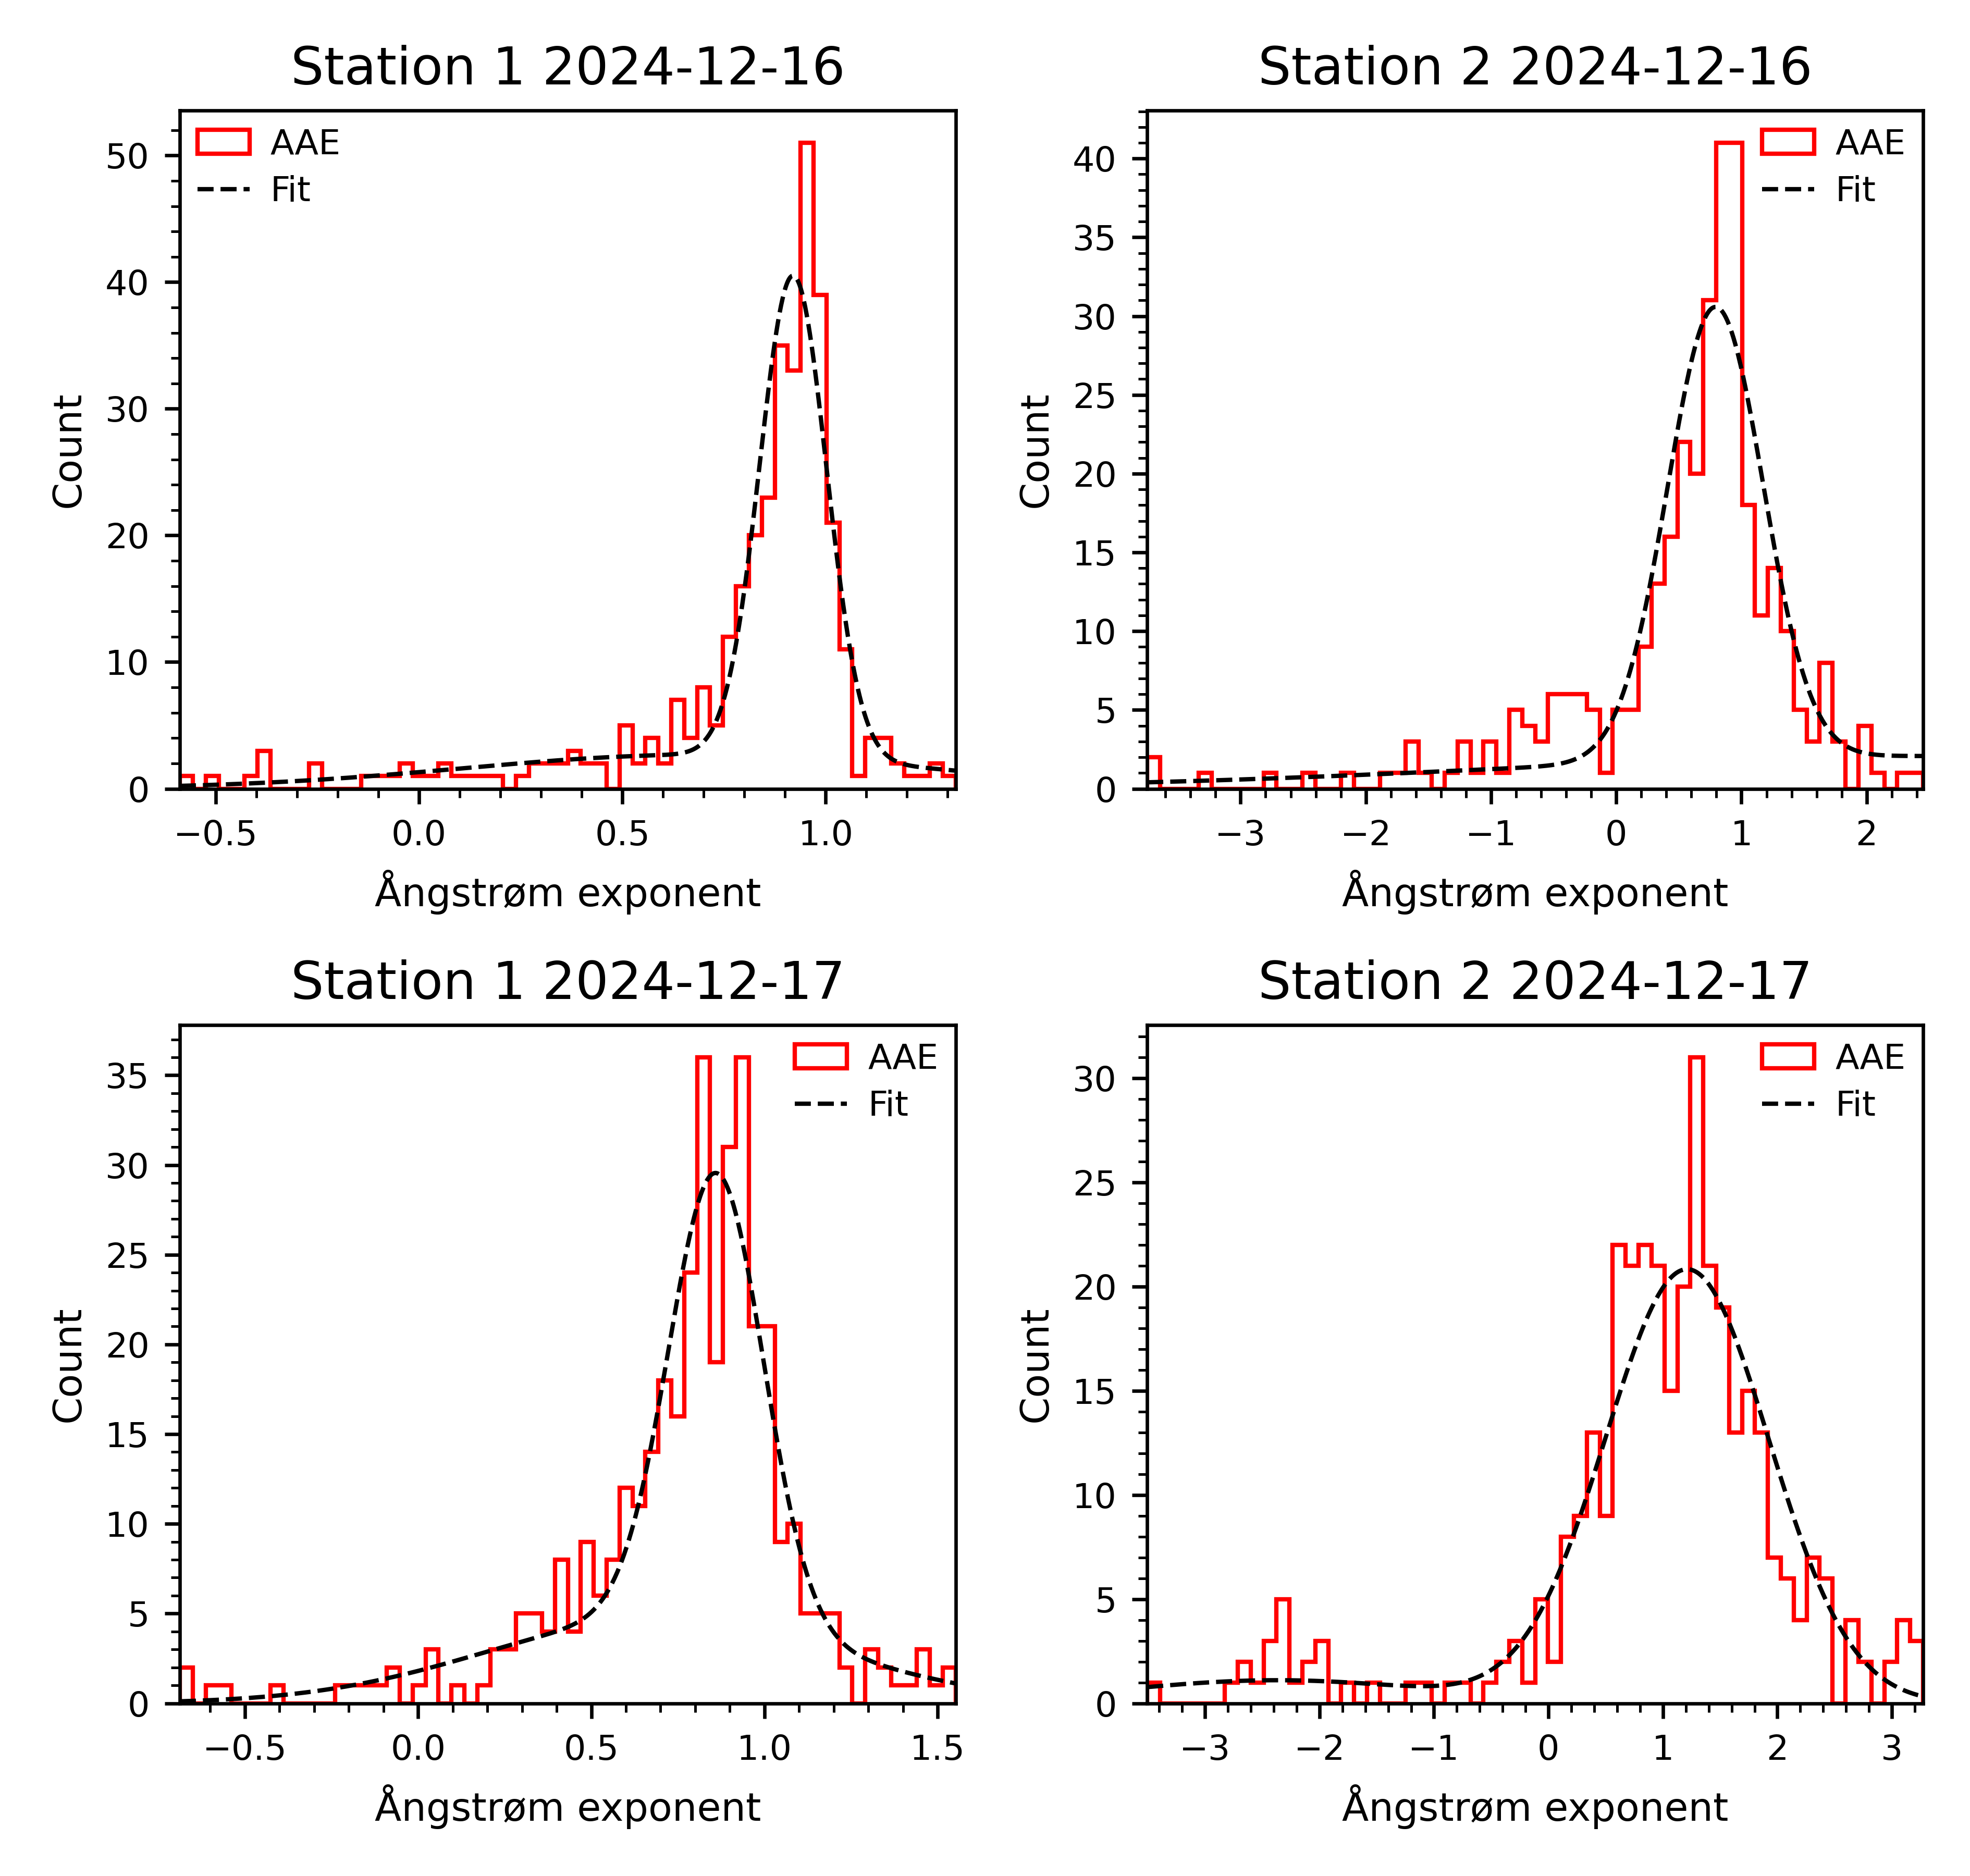 Station 1 2024-12-16
50
40
30
20
10
0
Count
AAE
Fit
−0.5
0.0
0.5
1.0
Ångstrøm exponent
Station 2 2024-12-16
40
35
30
25
20
15
10
5
0
Count
AAE
Fit
−3
−2
−1
0
1
2
Ångstrøm exponent
Station 1 2024-12-17
35
30
25
20
15
10
5
0
Count
AAE
Fit
−0.5
0.0
0.5
1.0
1.5
Ångstrøm exponent
Station 2 2024-12-17
30
25
20
15
10
5
0
Count
AAE
Fit
−3
−2
−1
0
1
2
3
Ångstrøm exponent